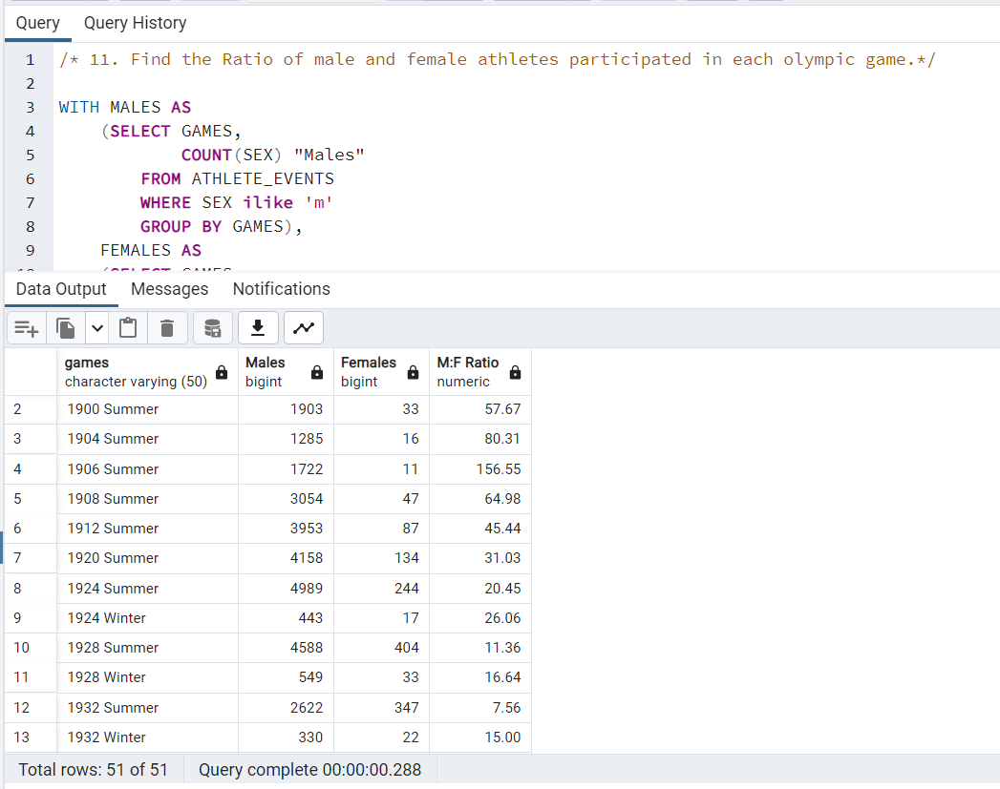 Query Query History
1 /* 11. Find the Ratio of male and female athletes participated in each olympic game.*/
2
3 WITH MALES AS
4 (SELECT GAMES,
5 COUNT(SEX) "Males"
6 FROM ATHLETE_EVENTS
7 WHERE SEX ilike 'm'
8 GROUP BY GAMES),
9 FEMALES AS
Data Output Messages Notifications
games Males Females M:F Ratio
character varying (50) bigint bigint numeric
2 1900 Summer 1903 33 57.67
3 1904 Summer 1285 16 80.31
4 1906 Summer 1722 11 156.55
5 1908 Summer 3054 47 64.98
6 1912 Summer 3953 87 45.44
7 1920 Summer 4158 134 31.03
8 1924 Summer 4989 244 20.45
9 1924 Winter 443 17 26.06
10 1928 Summer 4588 404 11.36
11 1928 Winter 549 33 16.64
12 1932 Summer 2622 347 7.56
13 1932 Winter 330 22 15.00
Total rows: 51 of 51 Query complete 00:00:00.288